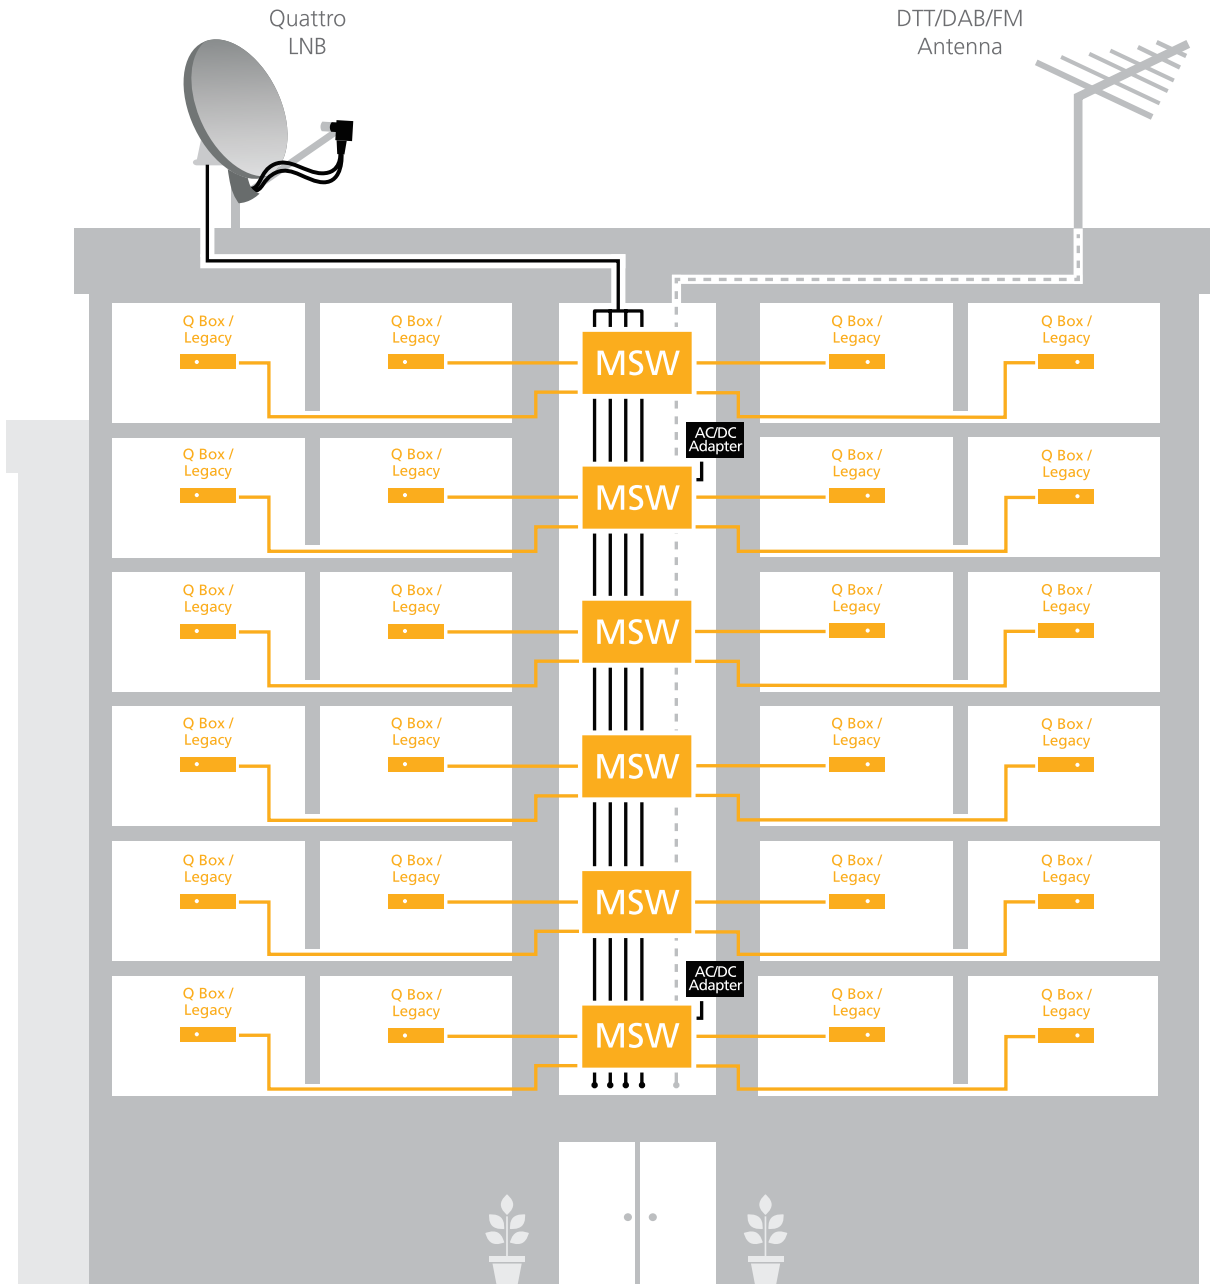 Quattro
LNB
DTT/DAB/FM
Antenna
Q Box /
Legacy
Q Box /
Legacy
MSW
Q Box /
Legacy
Q Box /
Legacy
AC/DC
Adapter
Q Box /
Legacy
Q Box /
Legacy
MSW
Q Box /
Legacy
Q Box /
Legacy
Q Box /
Legacy
Q Box /
Legacy
MSW
Q Box /
Legacy
Q Box /
Legacy
Q Box /
Legacy
Q Box /
Legacy
MSW
Q Box /
Legacy
Q Box /
Legacy
Q Box /
Legacy
Q Box /
Legacy
MSW
Q Box /
Legacy
Q Box /
Legacy
AC/DC
Adapter
Q Box /
Legacy
Q Box /
Legacy
MSW
Q Box /
Legacy
Q Box /
Legacy